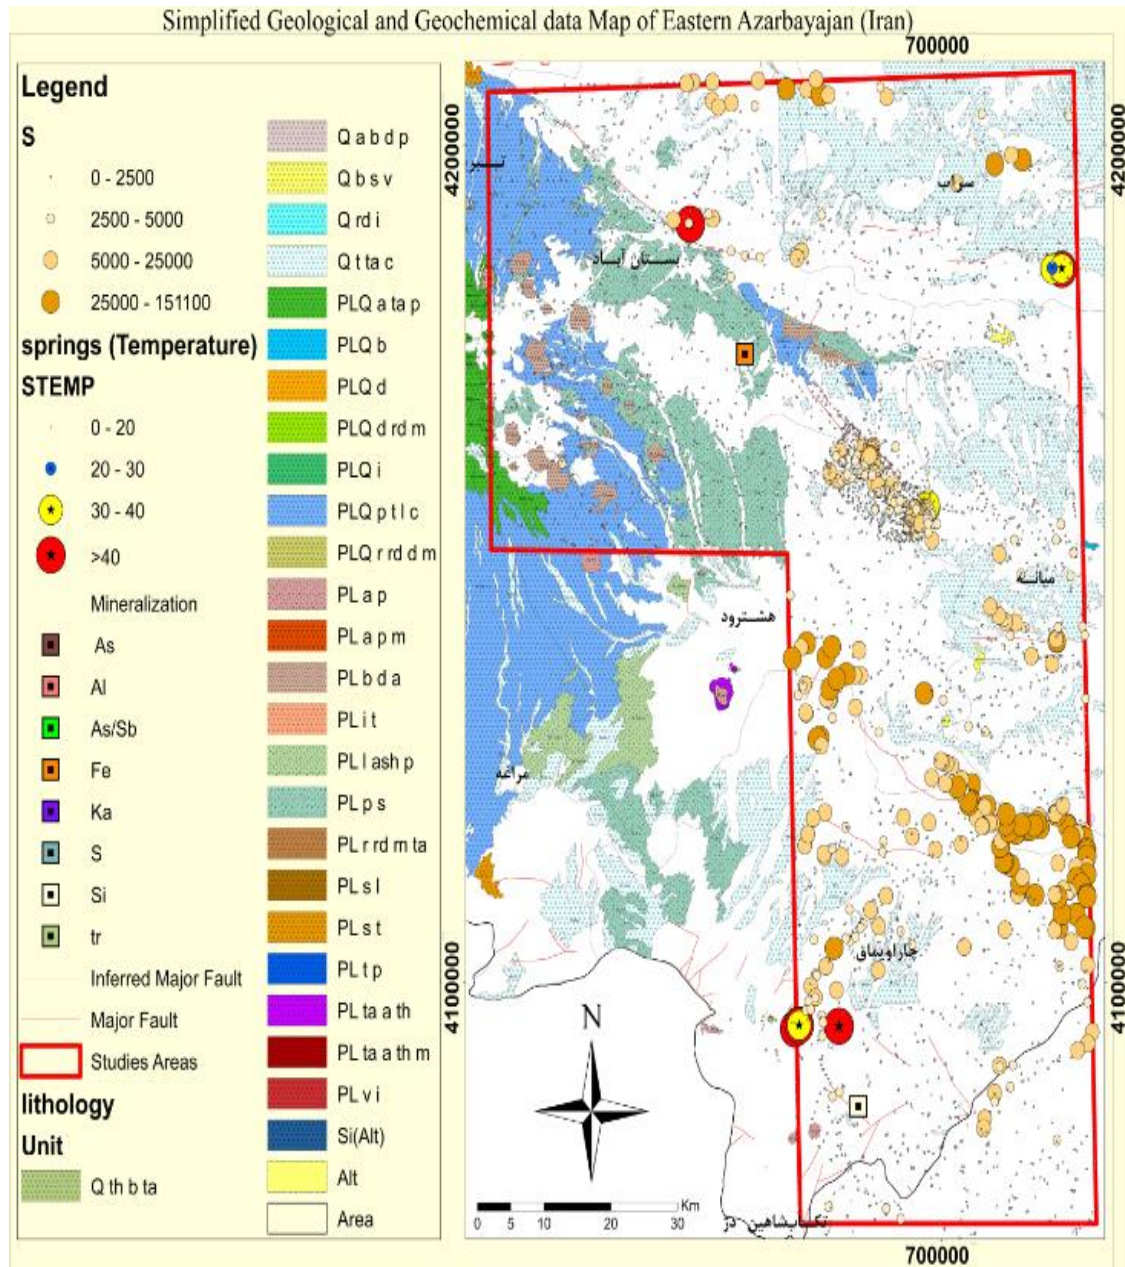 Simplified Geological and Geochemical data Map of Eastern Azarbayajan (Iran)
Legend
S
0 - 2500
2500 - 5000
5000 - 25000
25000 - 151100
springs (Temperature)
STEMP
0 - 20
20 - 30
30 - 40
>40
Mineralization
As
Al
As/Sb
Fe
Ka
S
Si
tr
Inferred Major Fault
Major Fault
Studies Areas
lithology
Unit
Q th b ta
Q a b d p
Q b s v
Q rd i
Q t ta c
PLQ a ta p
PLQ b
PLQ d
PLQ d rd m
PLQ i
PLQ p t l c
PLQ r rd d m
PL a p
PL a p m
PL b d a
PL i t
PL l ash p
PL p s
PL r rd m ta
PL s l
PL s t
PL t p
PL ta a th
PL ta a th m
PL v i
Si(Alt)
Alt
Area
700000
4200000
4200000
سراب
بستان آباد
میانه
هشترود
مراغه
چاراویماق
4100000
4100000
N
Km
0 5 10 20 30
تکاب شاهین دژ
700000